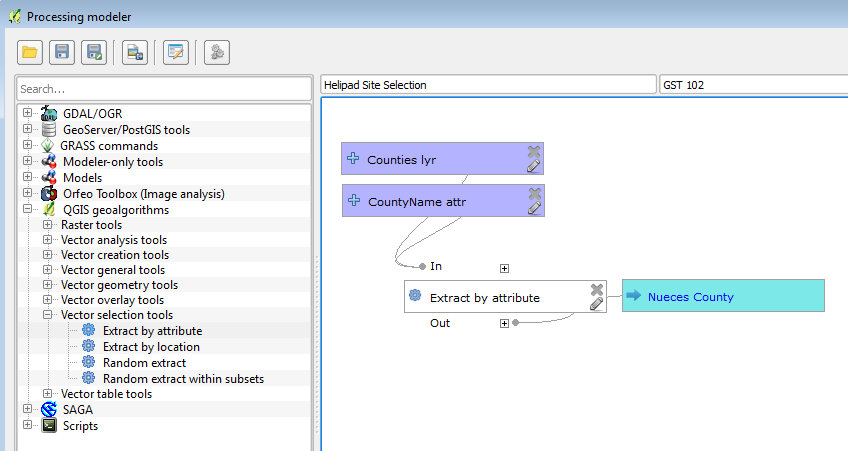 Processing modeler
Search...
Helipad Site Selection
GST 102
GDAL/OGR
GeoServer/PostGIS tools
GRASS commands
Modeler-only tools
Models
Orfeo Toolbox (Image analysis)
QGIS geoalgorithms
Raster tools
Vector analysis tools
Vector creation tools
Vector general tools
Vector geometry tools
Vector overlay tools
Vector selection tools
Extract by attribute
Extract by location
Random extract
Random extract within subsets
Vector table tools
SAGA
Scripts
Counties lyr
CountyName attr
In
Extract by attribute
Nueces County
Out